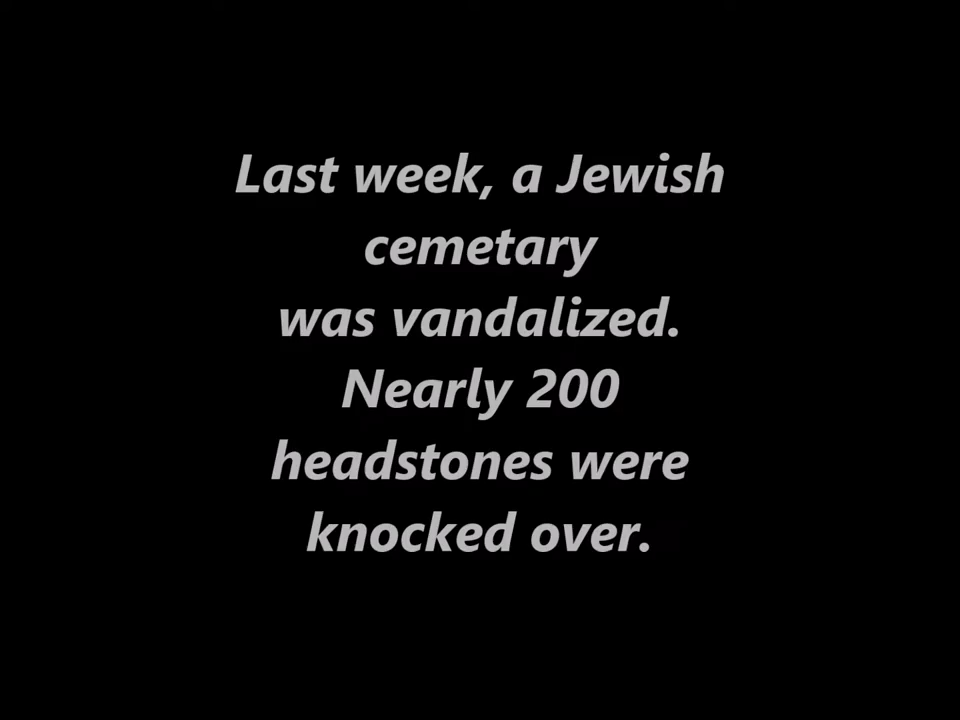 Last week, a Jewish
cemetary
was vandalized.
Nearly 200
headstones were
knocked over.